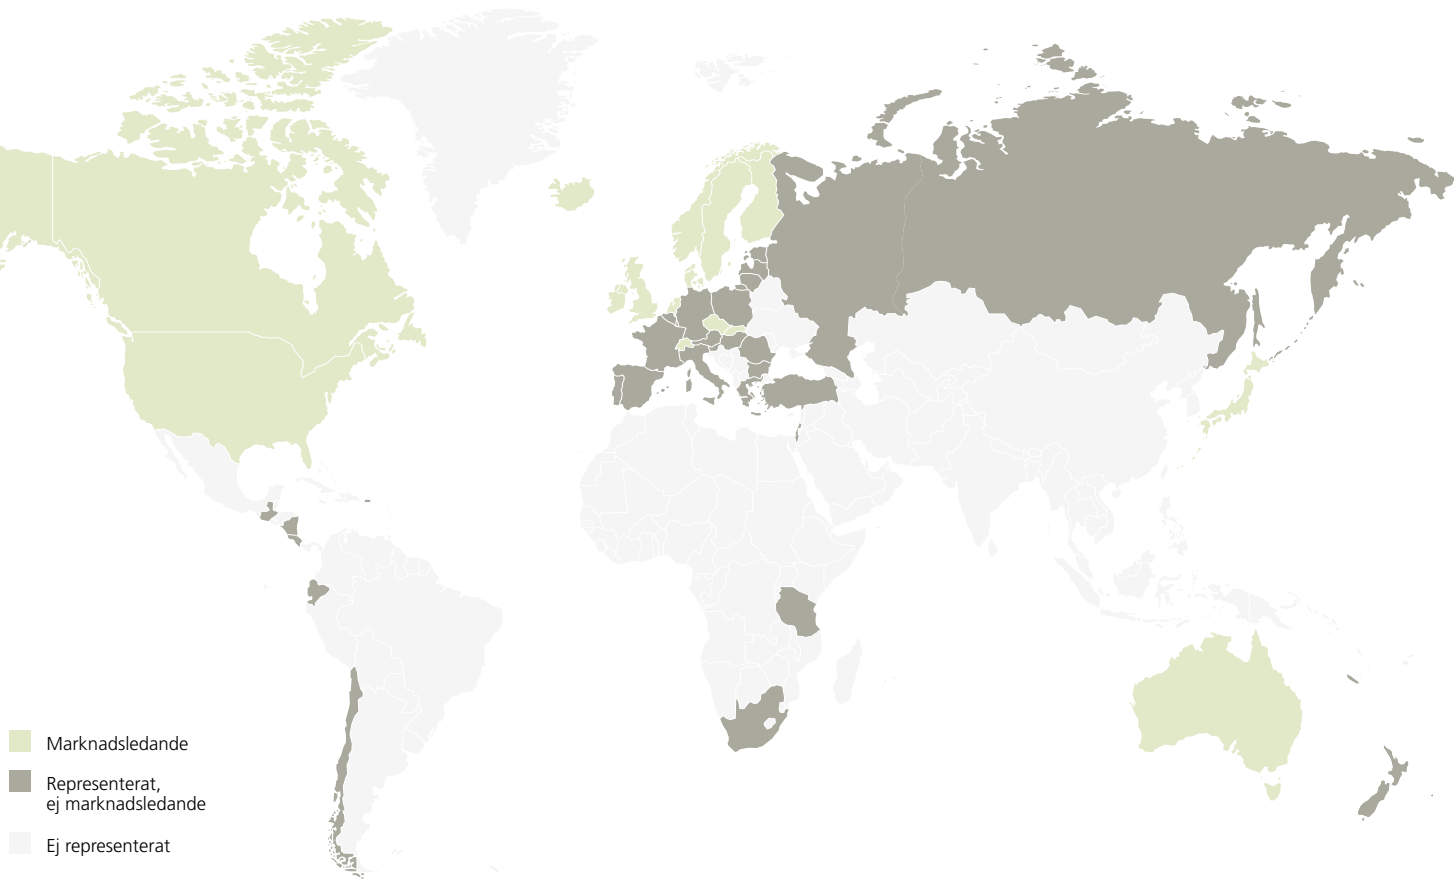 Marknadsledande
Representerat,
ej marknadsledande
Ej representerat